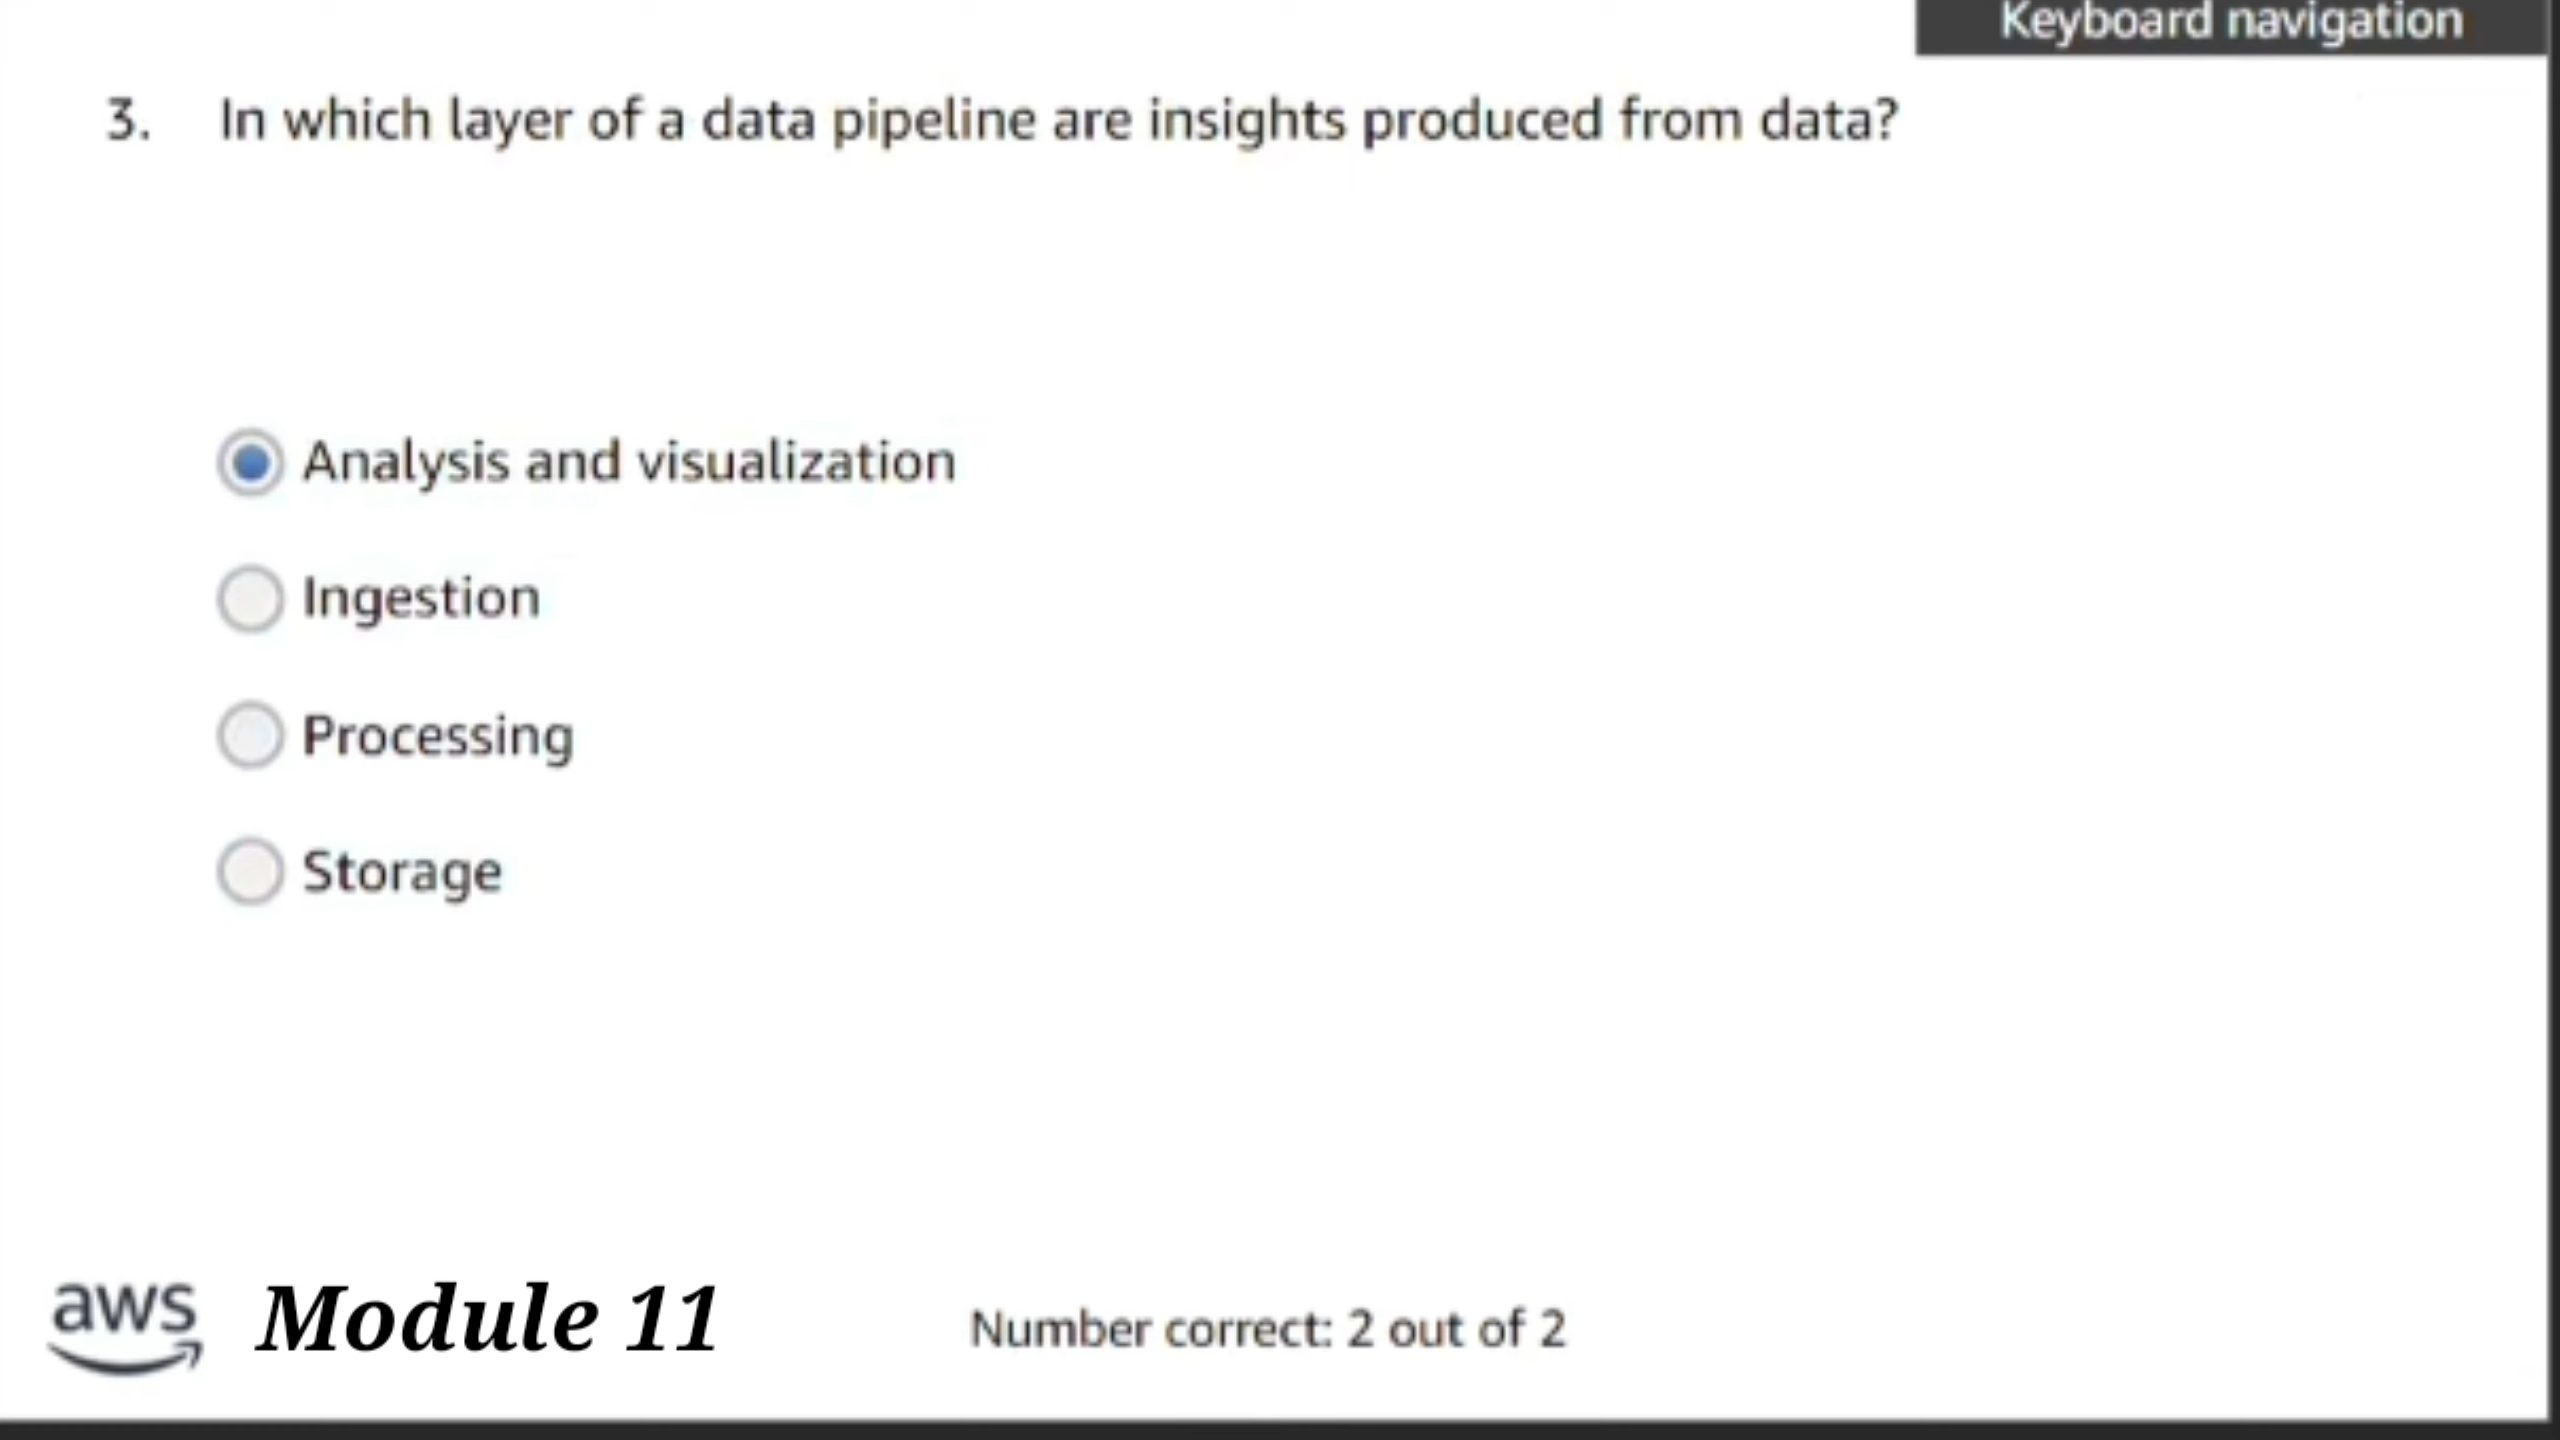 Keyboard navigation
3. In which layer of a data pipeline are insights produced from data?
Analysis and visualization
Ingestion
Processing
Storage
aws Module 11
Number correct: 2 out of 2